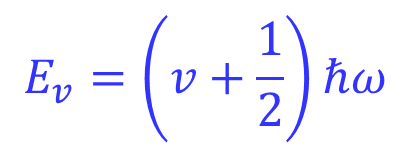 E_v = (v + 1/2) ħω